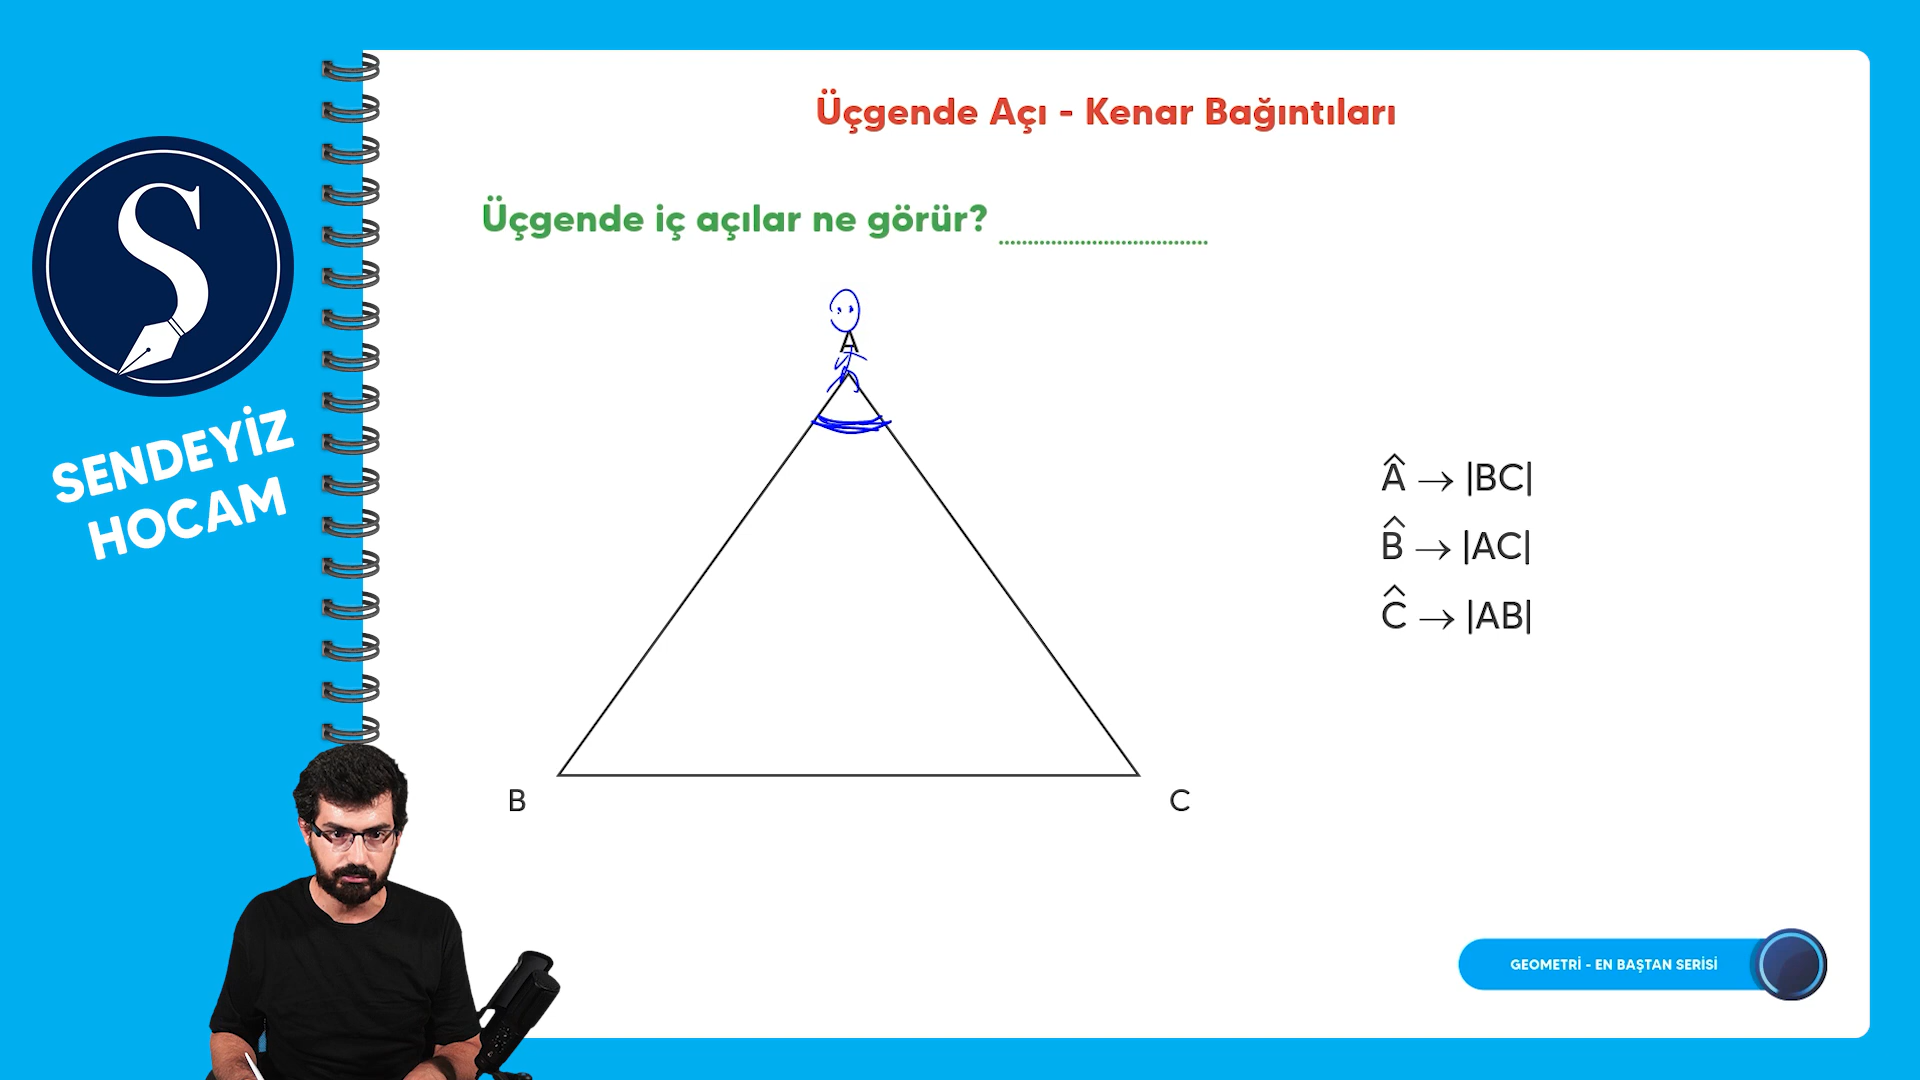 Üçgende Açı - Kenar Bağıntıları
Üçgende iç açılar ne görür? ....................................
A
B
C
Â → |BC|
B̂ → |AC|
Ĉ → |AB|
S
SENDEYİZ
HOCAM
GEOMETRİ - EN BAŞTAN SERİSİ